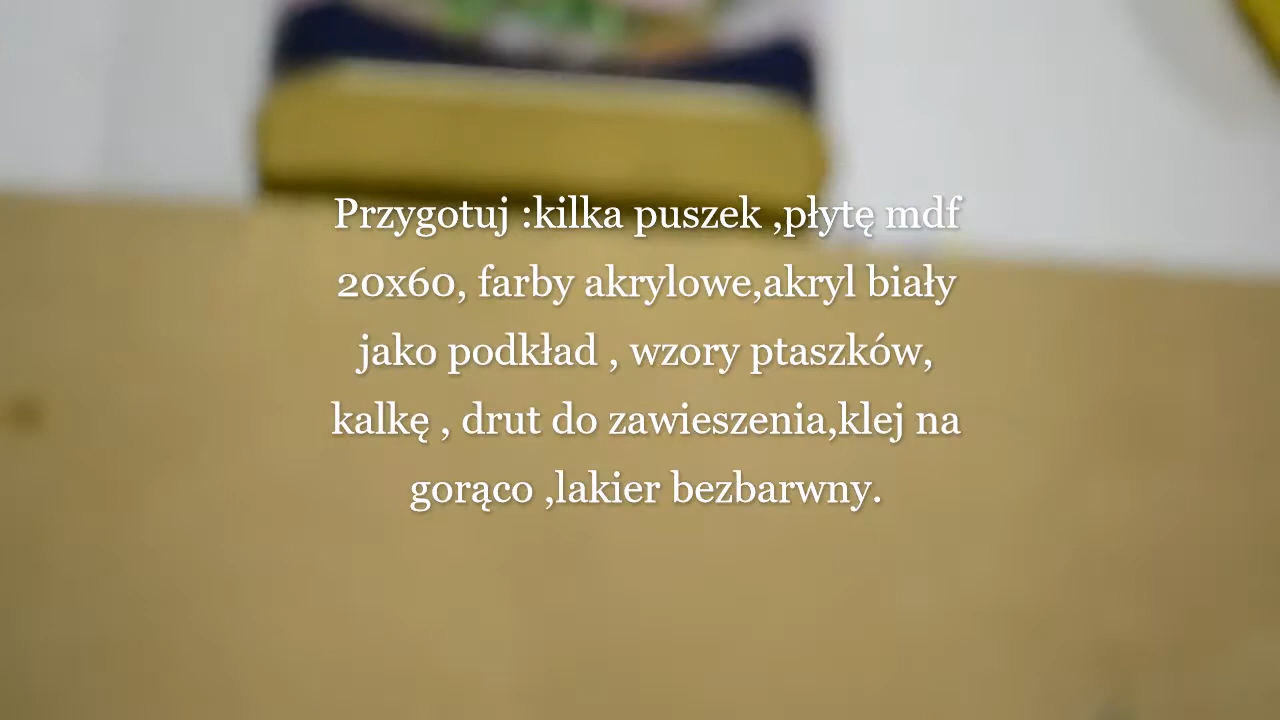 Przygotuj :kilka puszek ,płytę mdf
20x60, farby akrylowe,akryl biały
jako podkład , wzory ptaszków,
kalkę , drut do zawieszenia,klej na
gorąco ,lakier bezbarwny.